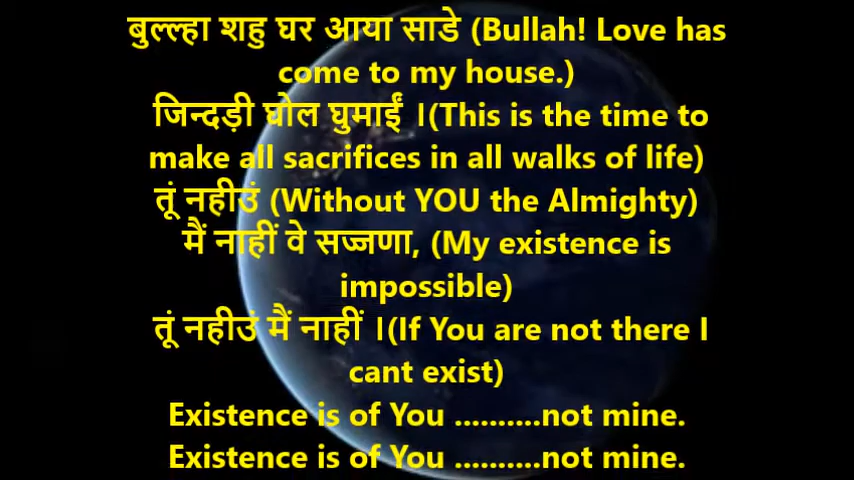 बुल्ल्हा शहु घर आया साडे (Bullah! Love has
come to my house.)
जिन्दड़ी घोल घुमाईं ।(This is the time to
make all sacrifices in all walks of life)
तूं नहीउं (Without YOU the Almighty)
मैं नाहीं वे सज्जणा, (My existence is
impossible)
तूं नहीउं मैं नाहीं ।(If You are not there I
cant exist)
Existence is of You ..........not mine.
Existence is of You ..........not mine.